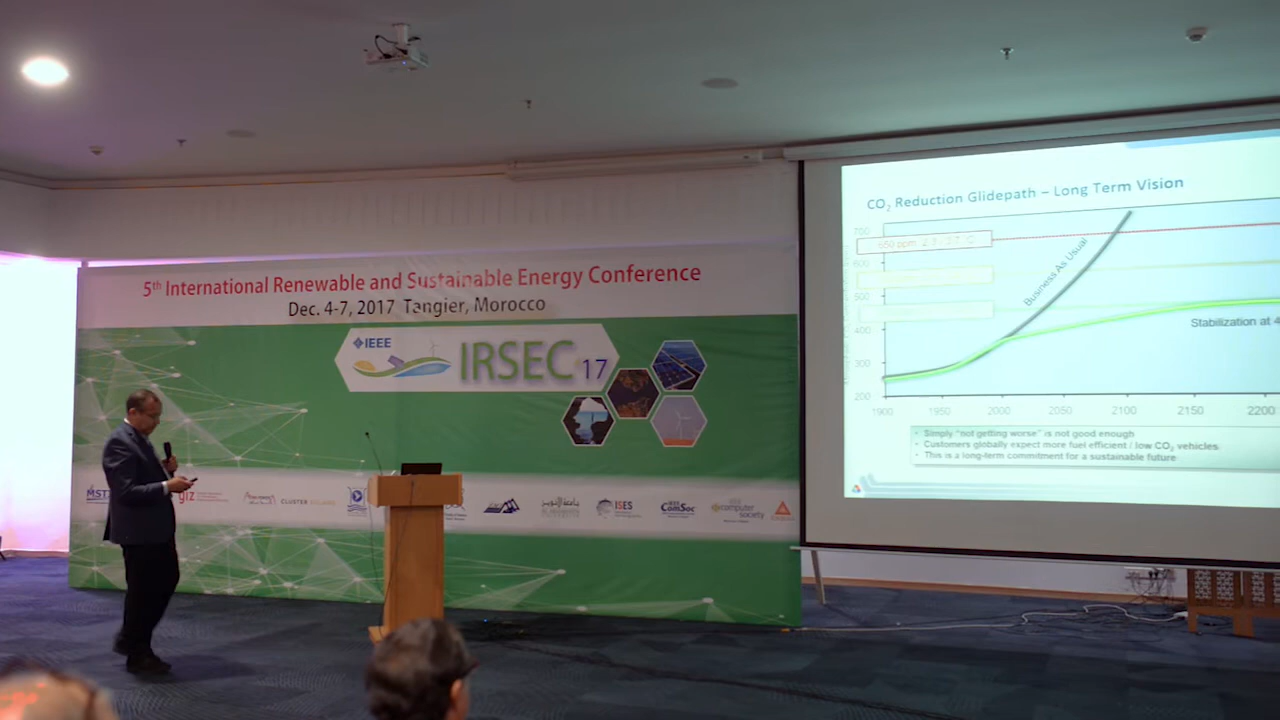 5th International Renewable and Sustainable Energy Conference
Dec. 4-7, 2017 Tangier, Morocco
IEEE
IRSEC 17
MST
giz
CLUSTER
ISES
IEEE
ComSoc
computer
society
CO2 Reduction Glidepath – Long Term Vision
700
650 ppm
600
500
400
300
200
Business As Usual
Stabilization at 4
1900
1950
2000
2050
2100
2150
2200
• Simply "not getting worse" is not good enough
• Customers globally expect more fuel efficient / low CO2 vehicles
• This is a long-term commitment for a sustainable future